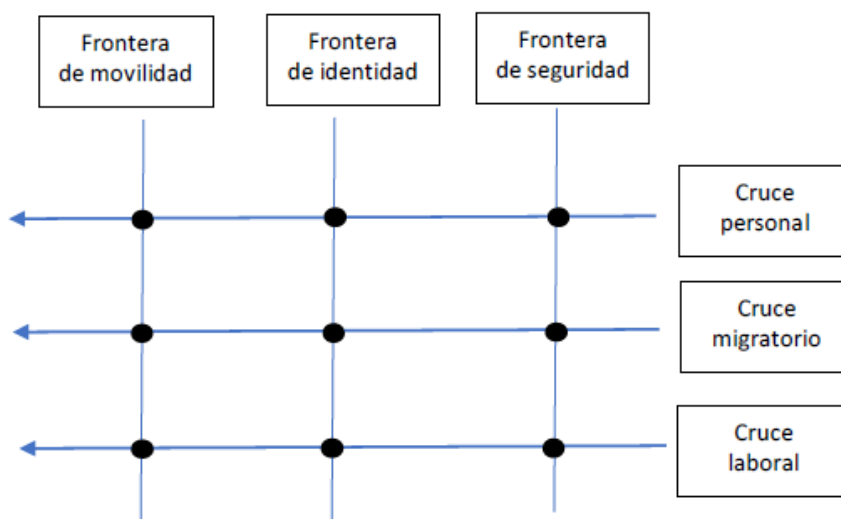 Frontera
de movilidad
Frontera
de identidad
Frontera
de seguridad
Cruce
personal
Cruce
migratorio
Cruce
laboral